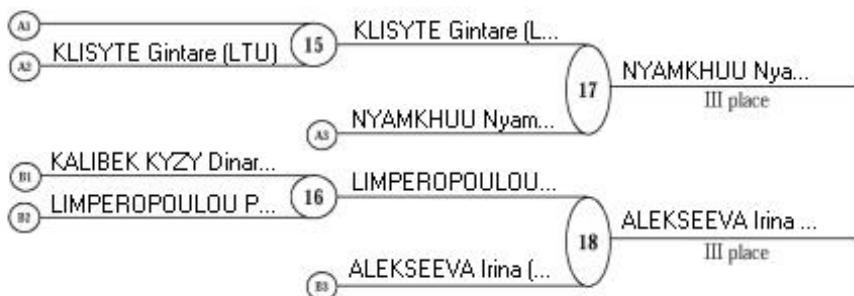 A1
KLISYTE Gintare (LTU)
A2
15
KLISYTE Gintare (L...
NYAMKHUU Nyam...
A3
17
NYAMKHUU Nya...
III place
KALIBEK KYZY Dinar...
B1
LIMPEROPOULOU P...
B2
16
LIMPEROPOULOU...
ALEKSEEVA Irina (...
B3
18
ALEKSEEVA Irina ...
III place